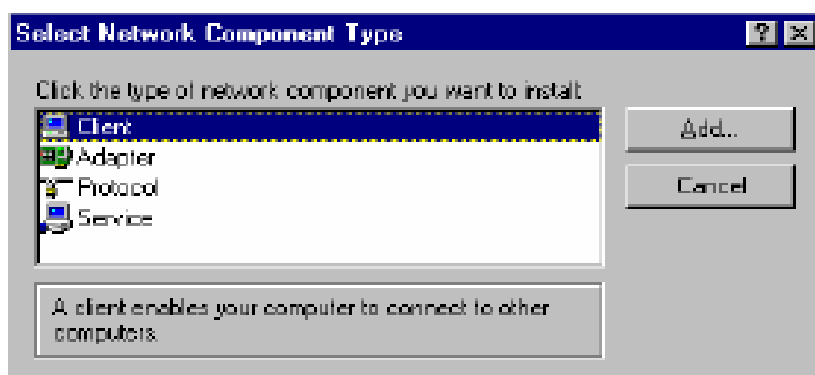 Select Network Component Type
Click the type of network component you want to install:
Client
Adapter
Protocol
Service
Add...
Cancel
A client enables your computer to connect to other
computers.